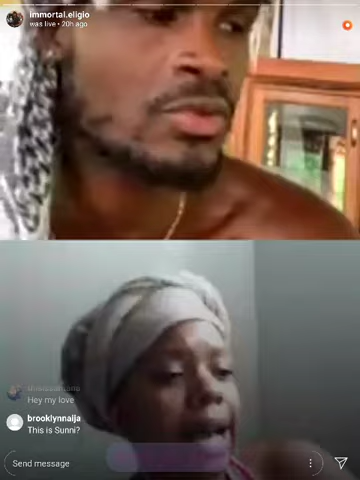 immortal.eligio
was live • 20h ago
Hey my love
brooklynnaija
This is Sunni?
Send message